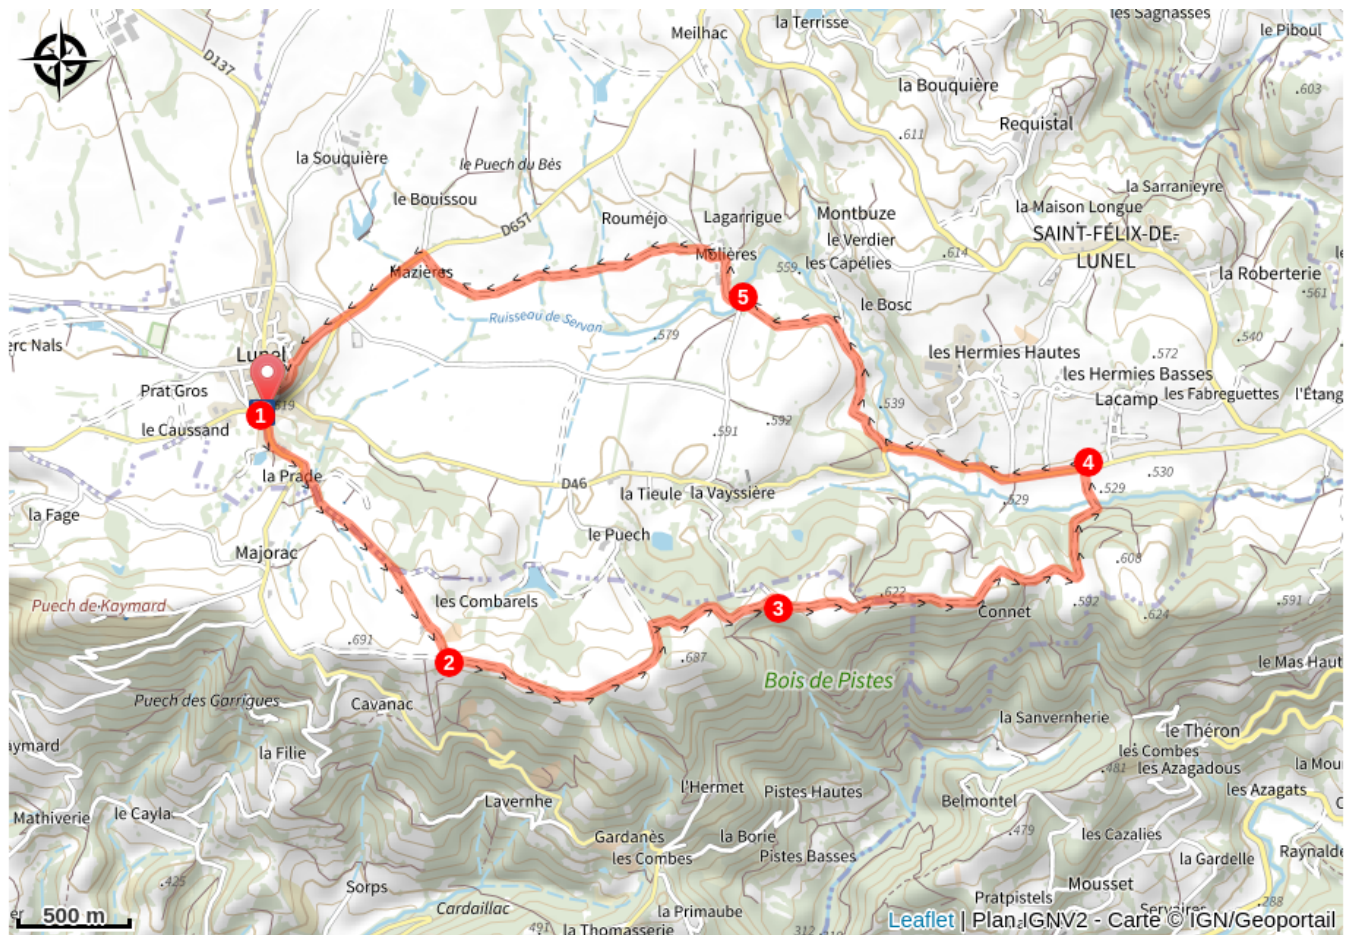 les Sagnasses
la Terrisse
le Piboul
Meilhac
D137
la Bouquière
.603
Requistal
.611
la Souquière
le Puech du Bès
la Sarranieyre
le Bouissou
la Maison Longue
Rouméjo
Lagarrigue
Montbuze
D657
SAINT-FÉLIX-DE-
LUNEL
le Verdier
.614
Molières
559
les Capélies
Mazières
la Roberterie
.561
5
le Bosc
Ruisseau de Servan
.579
.540
erc Nals
Lunel
les Hermies Hautes
.572
les Hermies Basses
Prat Gros
Lacamp
les Fabreguettes
l'Étang
1
619
.539
.592
le Caussand
.591
4
la Prade
.530
D46
la Tieule
la Vayssière
.529
.529
la Fage
le Puech
Majorac
.608
Puech de Kaymard
les Combarels
.622
.592
.591
3
Connet
.624
.691
2
.687
le Mas Haut
Bois de Pistes
Puech des Garrigues
Cavanac
la Sanvernherie
le Théron
aymard
la Filie
les Combes
.481
les Azagadous
la Mou
l'Hermet
Pistes Hautes
les Azagats
Lavernhe
Belmontel
le Cayla
Mathiverie
.479
Gardanès
la Borie
les Cazalies
les Combes
Pistes Basses
la Gardelle
Raynalde
.425
Sorps
Mousset
Pratpistels
.288
Cardaillac
la Primaube
Servaires
500 m
491
la Thomasserie
312
Leaflet | Plan IGNV2 - Carte © IGN/Geoportail